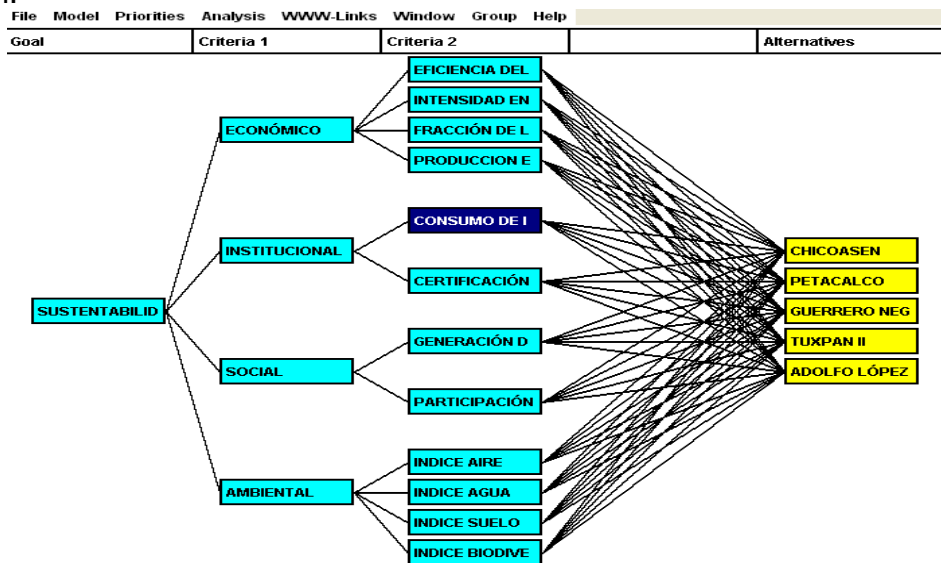 File Model Priorities Analysis WWW-Links Window Group Help
Goal Criteria 1 Criteria 2 Alternatives
EFICIENCIA DEL
INTENSIDAD EN
ECONÓMICO
FRACCIÓN DE L
PRODUCCION E
CONSUMO DE I
INSTITUCIONAL
CHICOASEN
CERTIFICACIÓN
PETACALCO
SUSTENTABILID
GUERRERO NEG
GENERACIÓN D
TUXPAN II
SOCIAL
ADOLFO LÓPEZ
PARTICIPACIÓN
INDICE AIRE
AMBIENTAL
INDICE AGUA
INDICE SUELO
INDICE BIODIVE